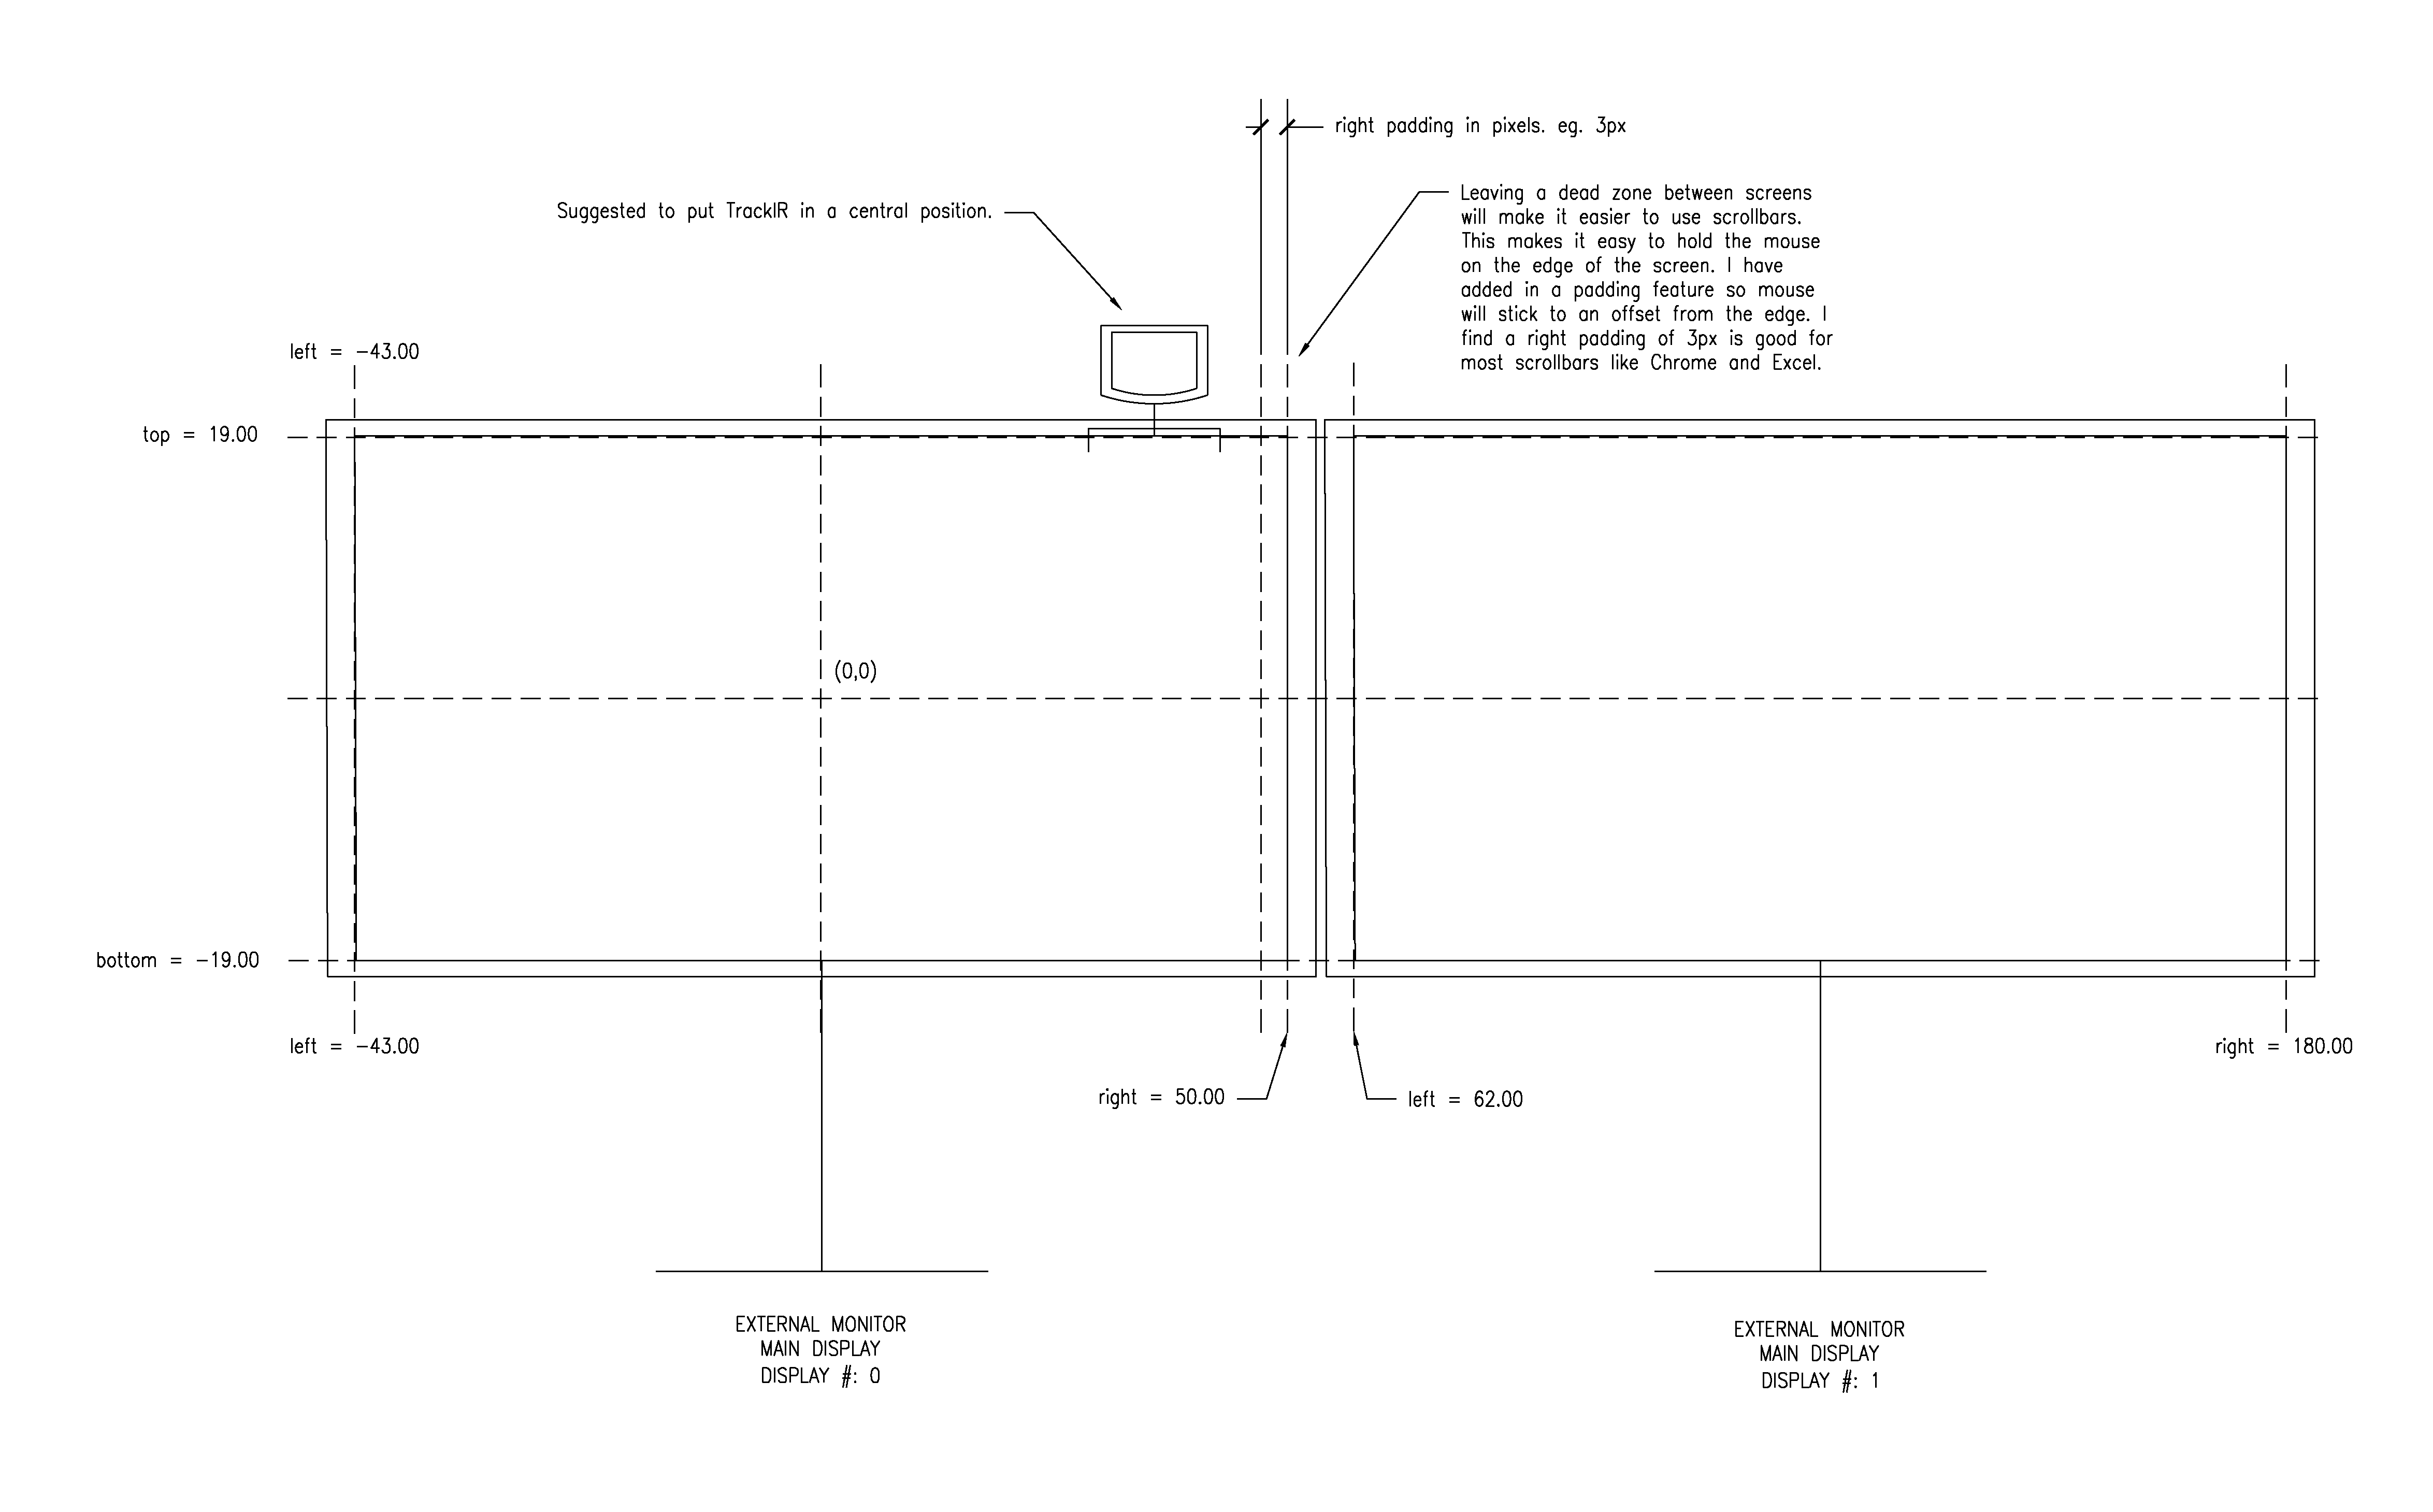 right padding in pixels. eg. 3px
Suggested to put TrackIR in a central position.
Leaving a dead zone between screens
will make it easier to use scrollbars.
This makes it easy to hold the mouse
on the edge of the screen. I have
added in a padding feature so mouse
will stick to an offset from the edge. I
find a right padding of 3px is good for
most scrollbars like Chrome and Excel.
left = -43.00
top = 19.00
(0,0)
bottom = -19.00
left = -43.00
right = 180.00
right = 50.00
left = 62.00
EXTERNAL MONITOR
MAIN DISPLAY
DISPLAY #: 0
EXTERNAL MONITOR
MAIN DISPLAY
DISPLAY #: 1